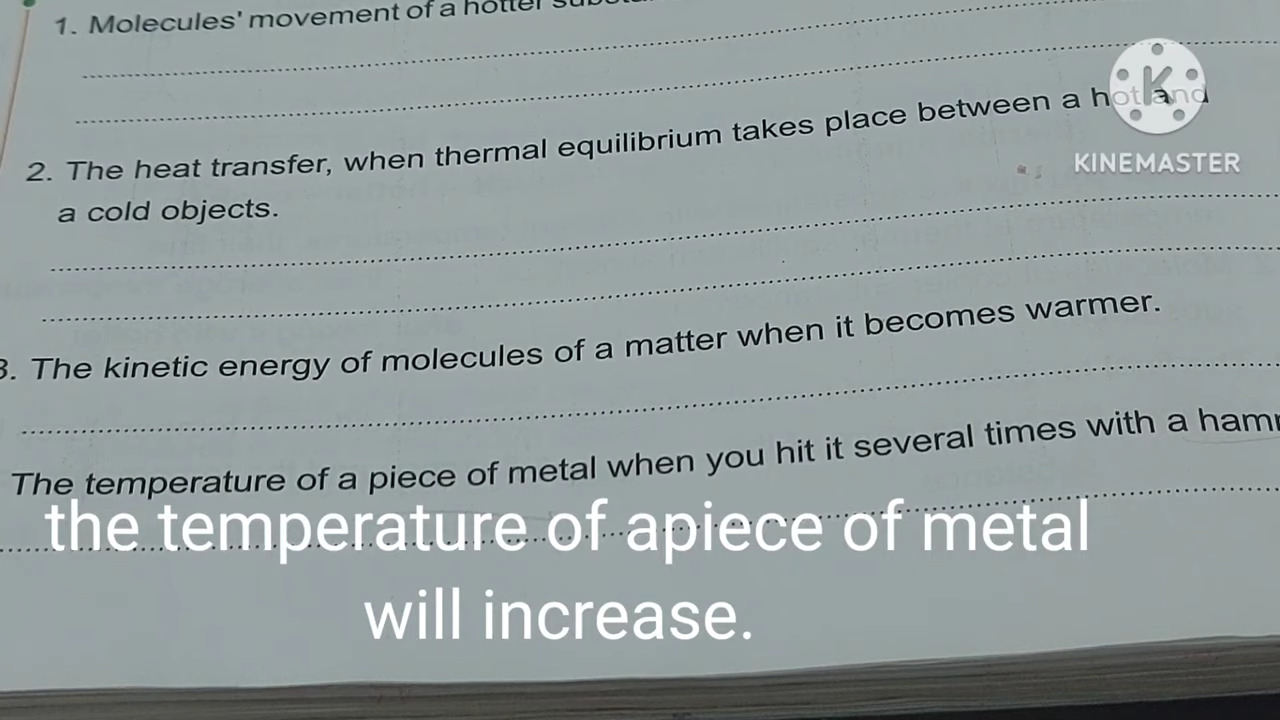 1. Molecules' movement of a hotter
2. The heat transfer, when thermal equilibrium takes place between a hot and
a cold objects.
3. The kinetic energy of molecules of a matter when it becomes warmer.
The temperature of a piece of metal when you hit it several times with a
the temperature of apiece of metal
will increase.
K
KINEMASTER